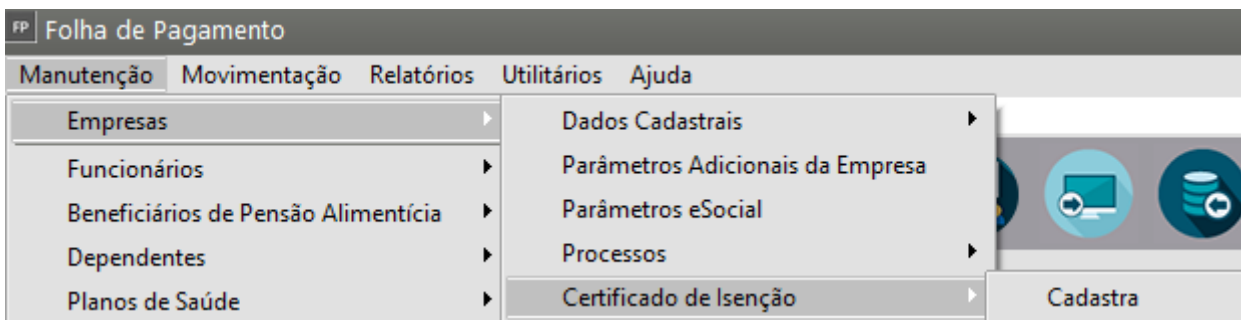 FP Folha de Pagamento
Manutenção Movimentação Relatórios Utilitários Ajuda
Empresas
Funcionários
Beneficiários de Pensão Alimentícia
Dependentes
Planos de Saúde
Dados Cadastrais
Parâmetros Adicionais da Empresa
Parâmetros eSocial
Processos
Certificado de Isenção
Cadastra